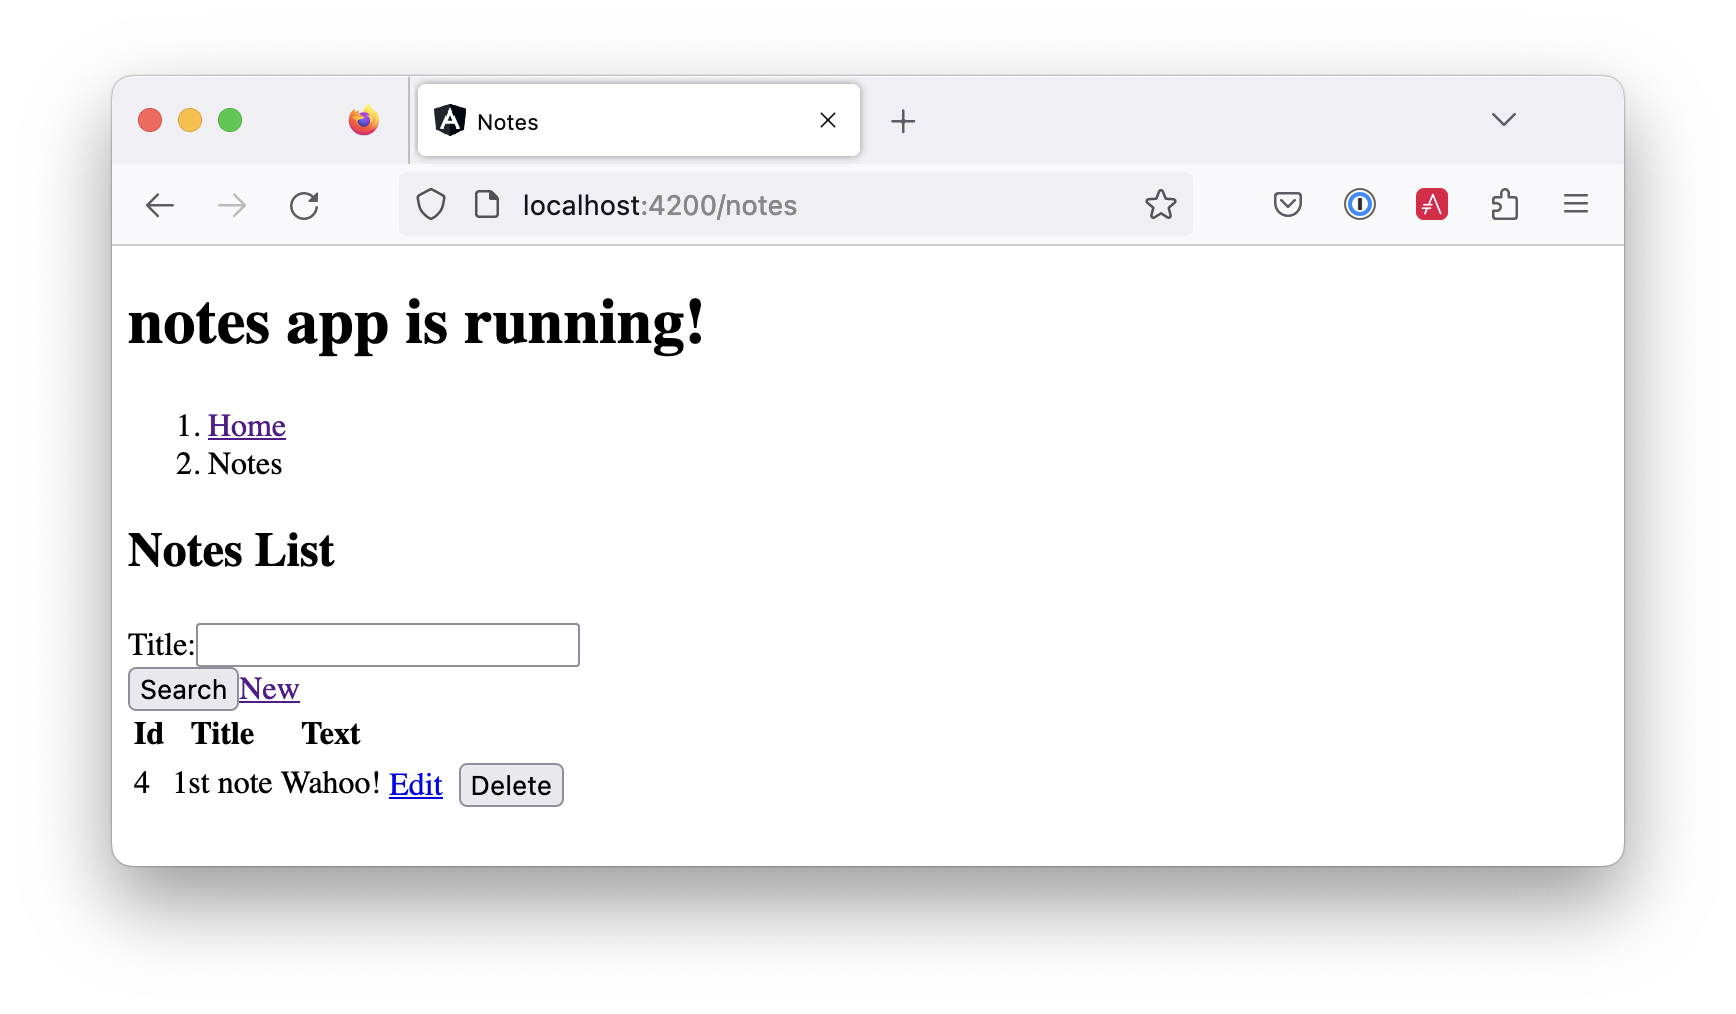 Notes
localhost:4200/notes
notes app is running!
1. Home
2. Notes
Notes List
Title:
Search New
Id Title Text
4 1st note Wahoo! Edit Delete